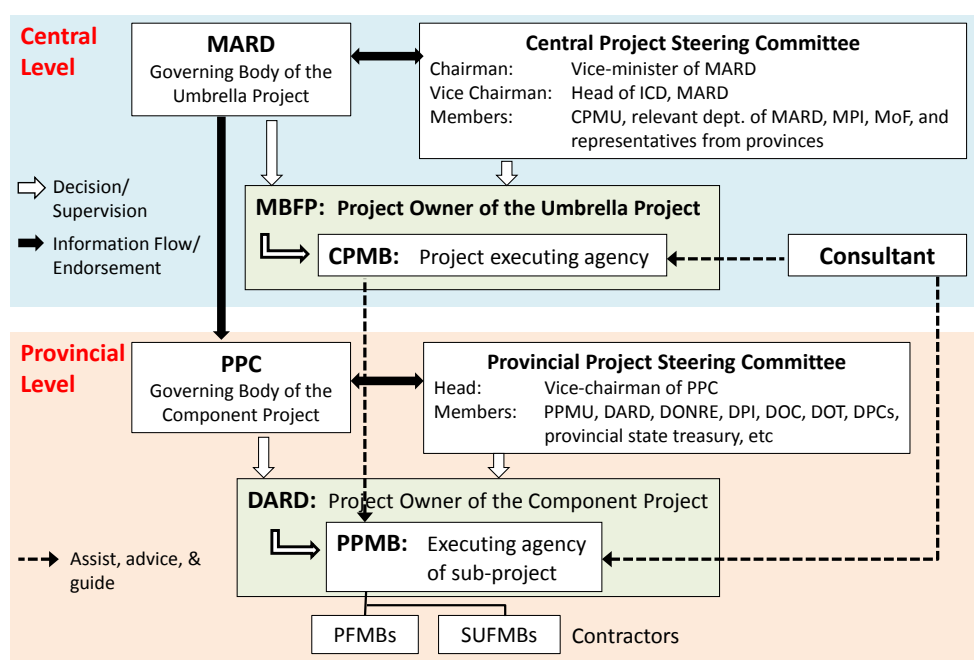 Central
Level
MARD
Governing Body of the
Umbrella Project
Central Project Steering Committee
Chairman: Vice-minister of MARD
Vice Chairman: Head of ICD, MARD
Members: CPMU, relevant dept. of MARD, MPI, MoF, and
representatives from provinces
Decision/
Supervision
Information Flow/
Endorsement
MBFP: Project Owner of the Umbrella Project
CPMB: Project executing agency
Consultant
Provincial
Level
PPC
Governing Body of the
Component Project
Provincial Project Steering Committee
Head: Vice-chairman of PPC
Members: PPMU, DARD, DONRE, DPI, DOC, DOT, DPCs,
provincial state treasury, etc
DARD: Project Owner of the Component Project
PPMB: Executing agency
of sub-project
Assist, advice, &
guide
PFMBs
SUFMBs
Contractors